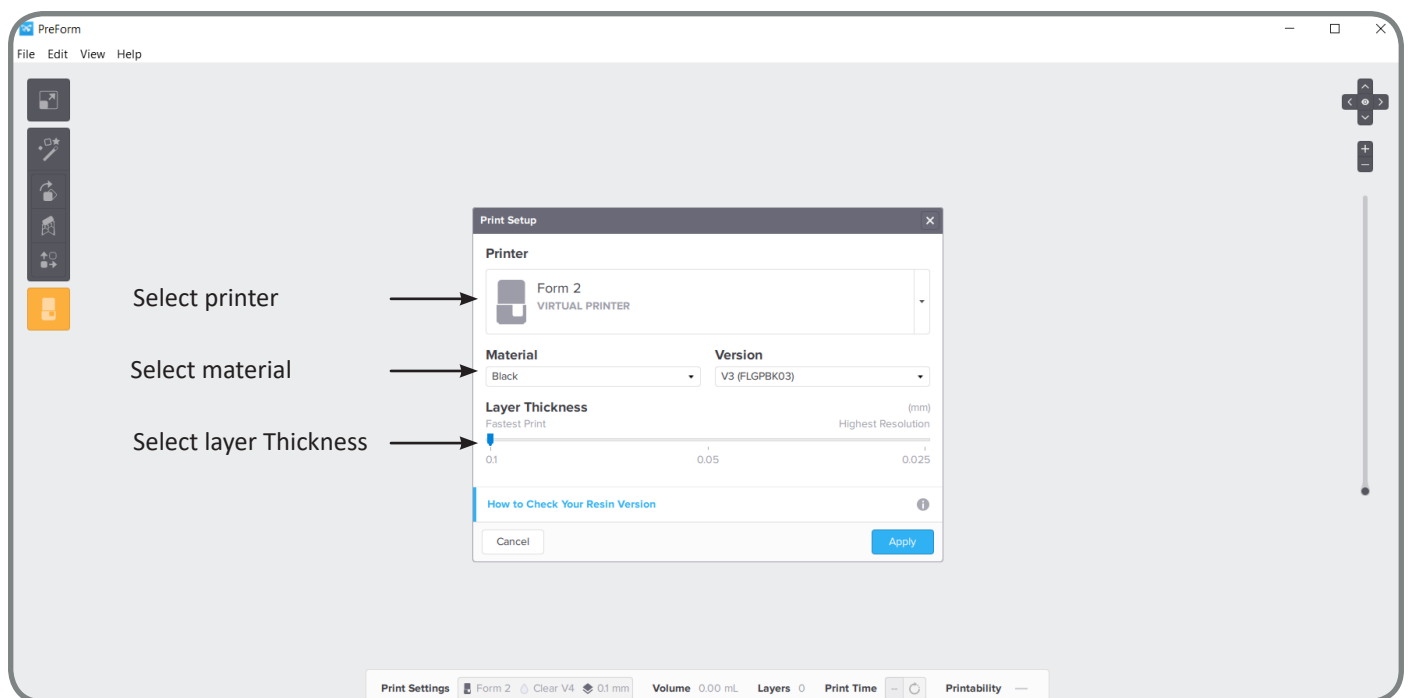 PreForm
File Edit View Help
Print Setup
Printer
Select printer
Form 2
VIRTUAL PRINTER
Material Version
Select material
Black V3 (FLGPBK03)
Layer Thickness (mm)
Fastest Print Highest Resolution
Select layer Thickness
0.1 0.05 0.025
How to Check Your Resin Version
Cancel Apply
Print Settings Form 2 Clear V4 0.1 mm Volume 0.00 mL Layers 0 Print Time -- Printability —